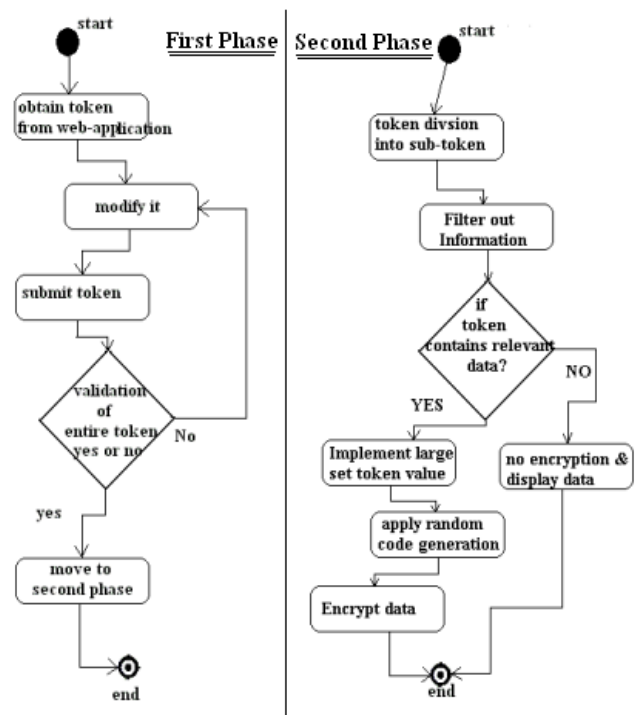 First Phase
start
obtain token
from web-application
modify it
submit token
validation
of
entire token
yes or no
No
yes
move to
second phase
end
Second Phase
start
token divsion
into sub-token
Filter out
Information
if
token
contains relevant
data?
NO
YES
Implement large
set token value
no encryption &
display data
apply random
code generation
Encrypt data
end